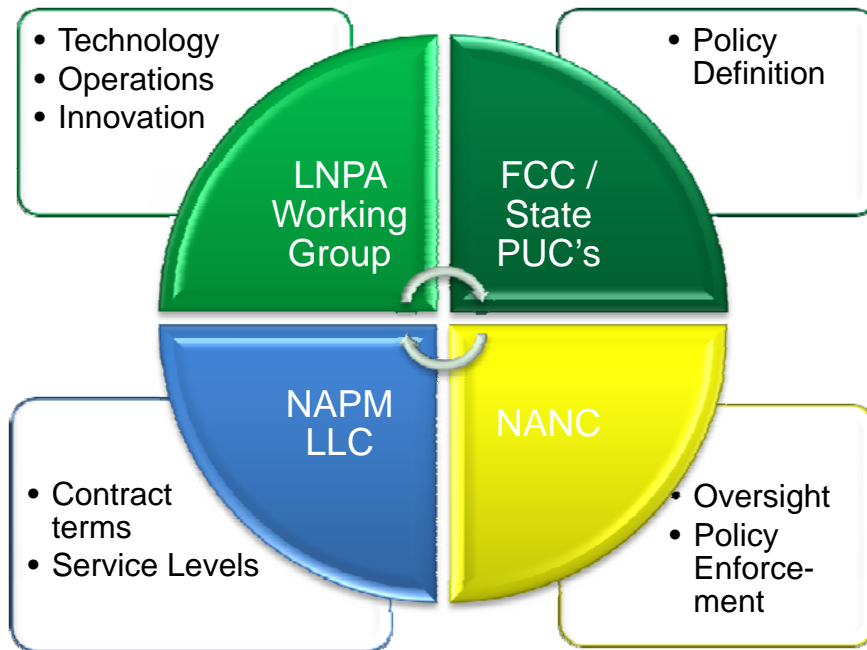 • Technology
• Operations
• Innovation
• Policy
Definition
LNPA
Working
Group
FCC /
State
PUC’s
NAPM
LLC
NANC
• Contract
terms
• Service Levels
• Oversight
• Policy
Enforce-
ment